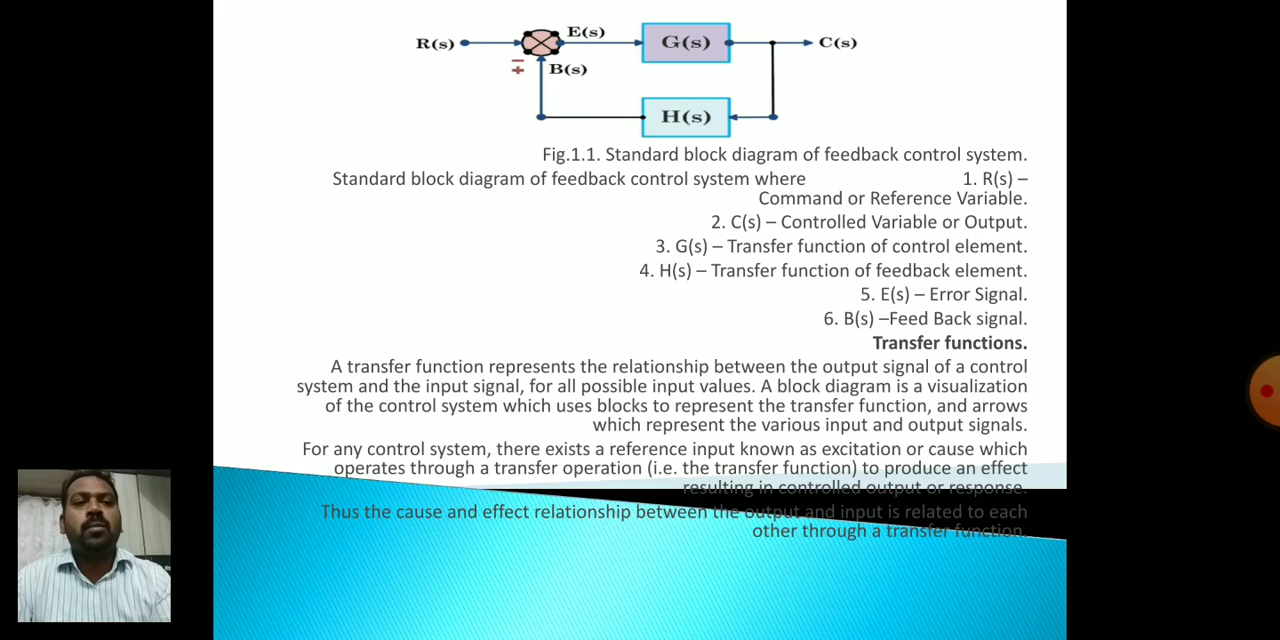 R(s)
E(s)
G(s)
C(s)
B(s)
H(s)
Fig.1.1. Standard block diagram of feedback control system.
Standard block diagram of feedback control system where 1. R(s) –
Command or Reference Variable.
2. C(s) – Controlled Variable or Output.
3. G(s) – Transfer function of control element.
4. H(s) – Transfer function of feedback element.
5. E(s) – Error Signal.
6. B(s) –Feed Back signal.
Transfer functions.
A transfer function represents the relationship between the output signal of a control
system and the input signal, for all possible input values. A block diagram is a visualization
of the control system which uses blocks to represent the transfer function, and arrows
which represent the various input and output signals.
For any control system, there exists a reference input known as excitation or cause which
operates through a transfer operation (i.e. the transfer function) to produce an effect
resulting in controlled output or response.
Thus the cause and effect relationship between the output and input is related to each
other through a transfer function.